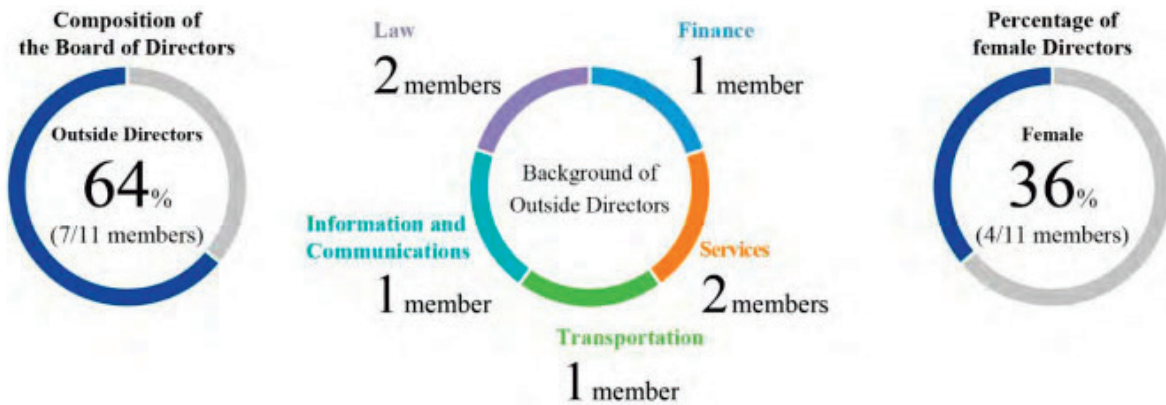 Composition of
the Board of Directors
Outside Directors
64%
(7/11 members)
Law
2 members
Finance
1 member
Background of
Outside Directors
Information and
Communications
1 member
Services
2 members
Transportation
1 member
Percentage of
female Directors
Female
36%
(4/11 members)